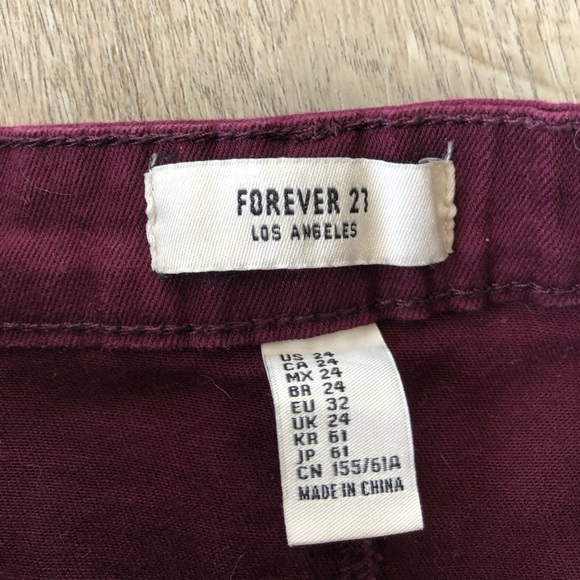 FOREVER 21
LOS ANGELES
US 24
CA 24
MX 24
BR 24
EU 32
UK 24
KR 61
JP 61
CN 155/61A
MADE IN CHINA